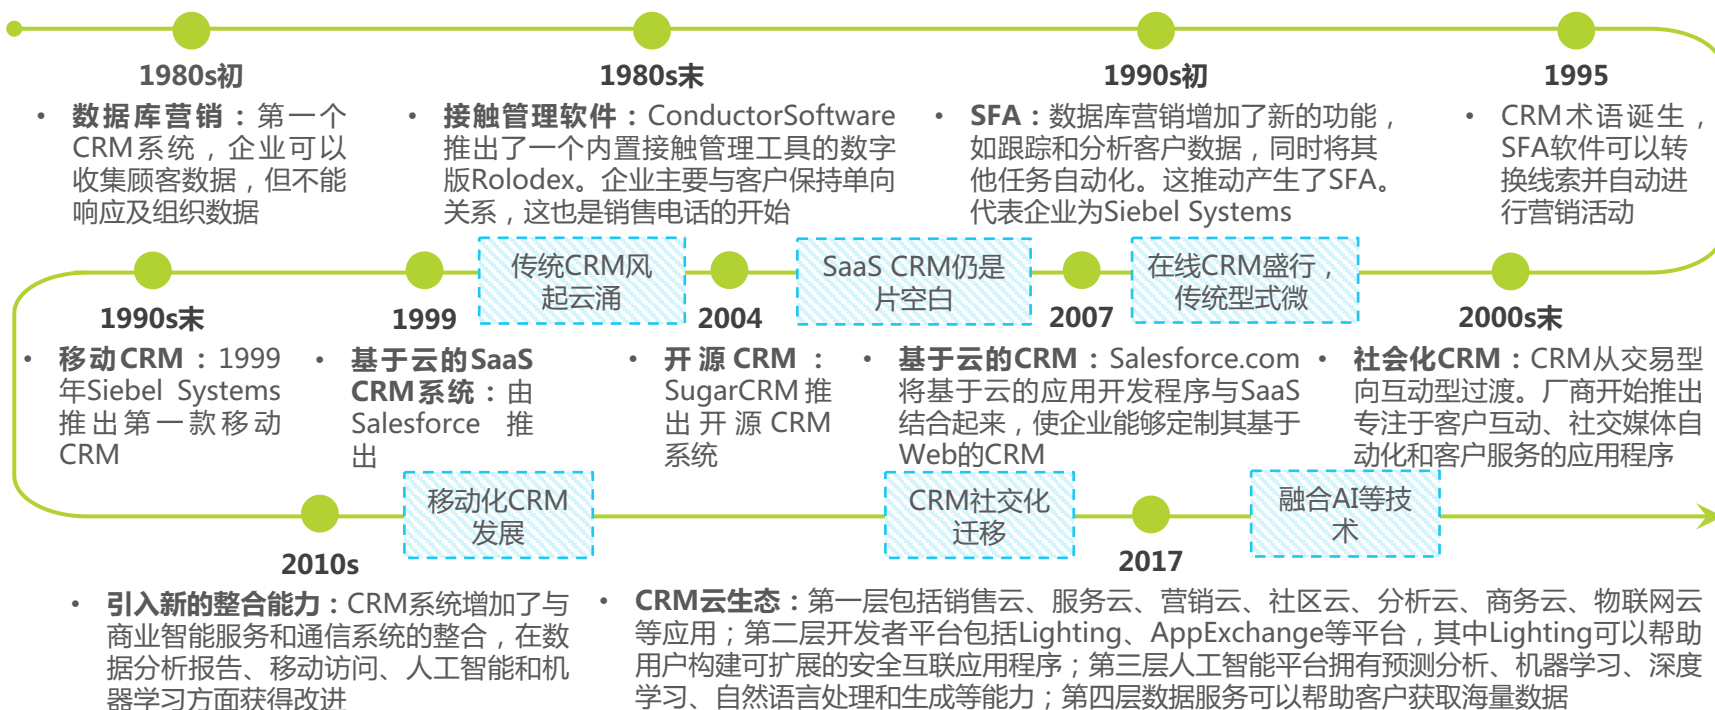 1980s初
• 数据库营销：第一个
CRM系统，企业可以
收集顾客数据，但不能
响应及组织数据
1980s末
• 接触管理软件：ConductorSoftware
推出了一个内置接触管理工具的数字
版Rolodex。企业主要与客户保持单向
关系，这也是销售电话的开始
1990s初
• SFA：数据库营销增加了新的功能，
如跟踪和分析客户数据，同时将其
他任务自动化。这推动产生了SFA。
代表企业为Siebel Systems
1995
• CRM术语诞生，
SFA软件可以转
换线索并自动进
行营销活动
传统CRM风
起云涌
SaaS CRM仍是
片空白
在线CRM盛行，
传统型式微
1990s末
• 移动CRM：1999
年Siebel Systems
推出第一款移动
CRM
1999
• 基于云的SaaS
CRM系统：由
Salesforce 推
出
2004
• 开源CRM：
SugarCRM推
出开源CRM
系统
2007
• 基于云的CRM：Salesforce.com
将基于云的应用开发程序与SaaS
结合起来，使企业能够定制其基于
Web的CRM
2000s末
• 社会化CRM：CRM从交易型
向互动型过渡。厂商开始推出
专注于客户互动、社交媒体自
动化和客户服务的应用程序
移动化CRM
发展
CRM社交化
迁移
融合AI等技
术
2010s
• 引入新的整合能力：CRM系统增加了与
商业智能服务和通信系统的整合，在数
据分析报告、移动访问、人工智能和机
器学习方面获得改进
2017
• CRM云生态：第一层包括销售云、服务云、营销云、社区云、分析云、商务云、物联网云
等应用；第二层开发者平台包括Lighting、AppExchange等平台，其中Lighting可以帮助
用户构建可扩展的安全互联应用程序；第三层人工智能平台拥有预测分析、机器学习、深度
学习、自然语言处理和生成等能力；第四层数据服务可以帮助客户获取海量数据